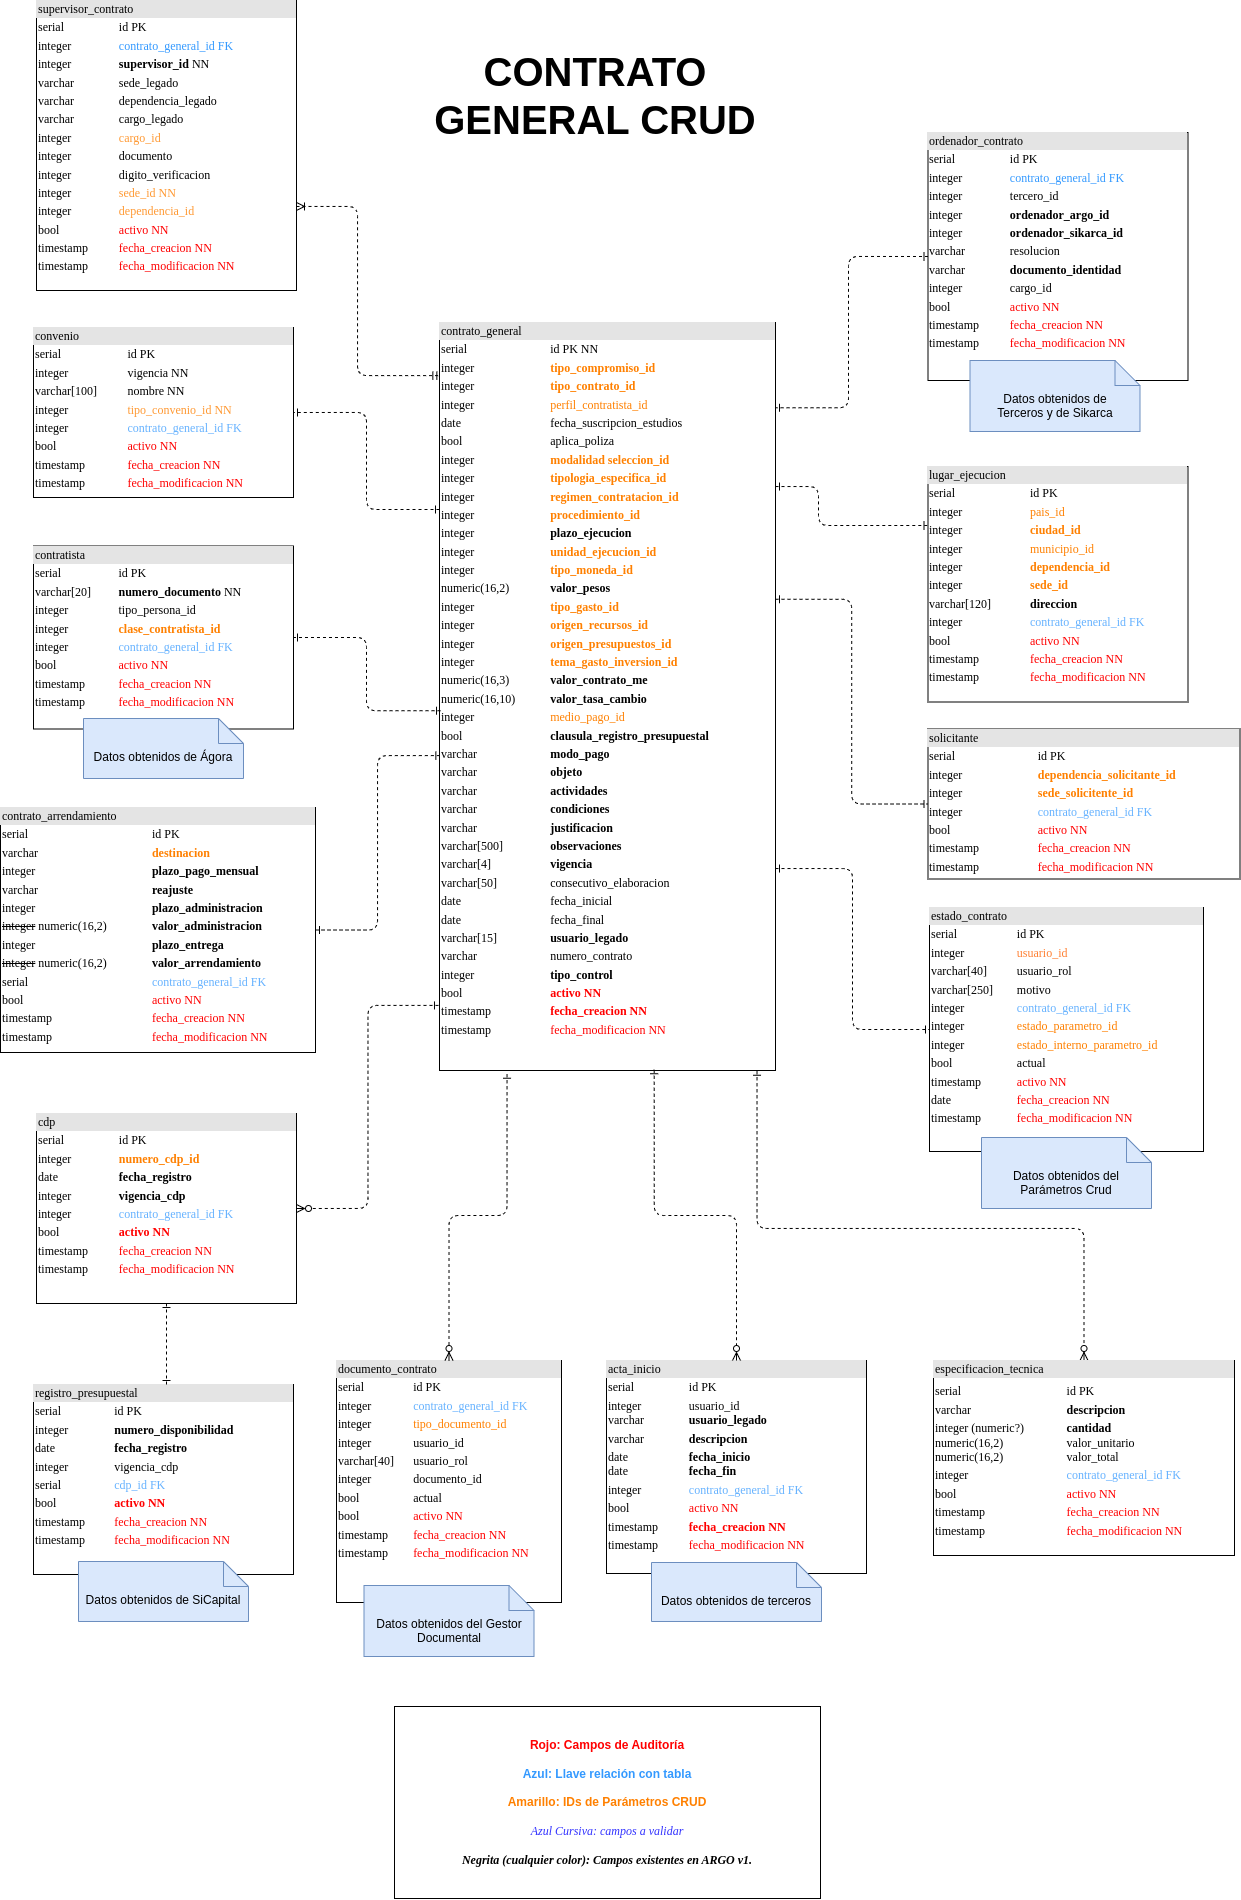 CONTRATO
GENERAL CRUD
supervisor_contrato
serial id PK
integer contrato_general_id FK
integer supervisor_id NN
varchar sede_legado
varchar dependencia_legado
varchar cargo_legado
integer cargo_id
integer documento
integer digito_verificacion
integer sede_id NN
integer dependencia_id
bool activo NN
timestamp fecha_creacion NN
timestamp fecha_modificacion NN
convenio
serial id PK
integer vigencia NN
varchar[100] nombre NN
integer tipo_convenio_id NN
integer contrato_general_id FK
bool activo NN
timestamp fecha_creacion NN
timestamp fecha_modificacion NN
contratista
serial id PK
varchar[20] numero_documento NN
integer tipo_persona_id
integer clase_contratista_id
integer contrato_general_id FK
bool activo NN
timestamp fecha_creacion NN
timestamp fecha_modificacion NN
Datos obtenidos de Ágora
contrato_arrendamiento
serial id PK
varchar destinacion
integer plazo_pago_mensual
varchar reajuste
integer plazo_administracion
integer numeric(16,2) valor_administracion
integer plazo_entrega
integer numeric(16,2) valor_arrendamiento
serial contrato_general_id FK
bool activo NN
timestamp fecha_creacion NN
timestamp fecha_modificacion NN
cdp
serial id PK
integer numero_cdp_id
date fecha_registro
integer vigencia_cdp
integer contrato_general_id FK
bool activo NN
timestamp fecha_creacion NN
timestamp fecha_modificacion NN
registro_presupuestal
serial id PK
integer numero_disponibilidad
date fecha_registro
integer vigencia_cdp
serial cdp_id FK
bool activo NN
timestamp fecha_creacion NN
timestamp fecha_modificacion NN
Datos obtenidos de SiCapital
contrato_general
serial id PK NN
integer tipo_compromiso_id
integer tipo_contrato_id
integer perfil_contratista_id
date fecha_suscripcion_estudios
bool aplica_poliza
integer modalidad seleccion_id
integer tipologia_especifica_id
integer regimen_contratacion_id
integer procedimiento_id
integer plazo_ejecucion
integer unidad_ejecucion_id
integer tipo_moneda_id
numeric(16,2) valor_pesos
integer tipo_gasto_id
integer origen_recursos_id
integer origen_presupuestos_id
integer tema_gasto_inversion_id
numeric(16,3) valor_contrato_me
numeric(16,10) valor_tasa_cambio
integer medio_pago_id
bool clausula_registro_presupuestal
varchar modo_pago
varchar objeto
varchar actividades
varchar condiciones
varchar justificacion
varchar[500] observaciones
varchar[4] vigencia
varchar[50] consecutivo_elaboracion
date fecha_inicial
date fecha_final
varchar[15] usuario_legado
varchar numero_contrato
integer tipo_control
bool activo NN
timestamp fecha_creacion NN
timestamp fecha_modificacion NN
ordenador_contrato
serial id PK
integer contrato_general_id FK
integer tercero_id
integer ordenador_argo_id
integer ordenador_sikarca_id
varchar resolucion
varchar documento_identidad
integer cargo_id
bool activo NN
timestamp fecha_creacion NN
timestamp fecha_modificacion NN
Datos obtenidos de
Terceros y de Sikarca
lugar_ejecucion
serial id PK
integer pais_id
integer ciudad_id
integer municipio_id
integer dependencia_id
integer sede_id
varchar[120] direccion
integer contrato_general_id FK
bool activo NN
timestamp fecha_creacion NN
timestamp fecha_modificacion NN
solicitante
serial id PK
integer dependencia_solicitante_id
integer sede_solicitente_id
integer contrato_general_id FK
bool activo NN
timestamp fecha_creacion NN
timestamp fecha_modificacion NN
estado_contrato
serial id PK
integer usuario_id
varchar[40] usuario_rol
varchar[250] motivo
integer contrato_general_id FK
integer estado_parametro_id
integer estado_interno_parametro_id
bool actual
timestamp activo NN
date fecha_creacion NN
timestamp fecha_modificacion NN
Datos obtenidos del
Parámetros Crud
documento_contrato
serial id PK
integer contrato_general_id FK
integer tipo_documento_id
integer usuario_id
varchar[40] usuario_rol
integer documento_id
bool actual
bool activo NN
timestamp fecha_creacion NN
timestamp fecha_modificacion NN
Datos obtenidos del Gestor
Documental
acta_inicio
serial id PK
integer usuario_id
varchar usuario_legado
varchar descripcion
date fecha_inicio
date fecha_fin
integer contrato_general_id FK
bool activo NN
timestamp fecha_creacion NN
timestamp fecha_modificacion NN
Datos obtenidos de terceros
especificacion_tecnica
serial id PK
varchar descripcion
integer (numeric?) cantidad
numeric(16,2) valor_unitario
numeric(16,2) valor_total
integer contrato_general_id FK
bool activo NN
timestamp fecha_creacion NN
timestamp fecha_modificacion NN
Rojo: Campos de Auditoría
Azul: Llave relación con tabla
Amarillo: IDs de Parámetros CRUD
Azul Cursiva: campos a validar
Negrita (cualquier color): Campos existentes en ARGO v1.